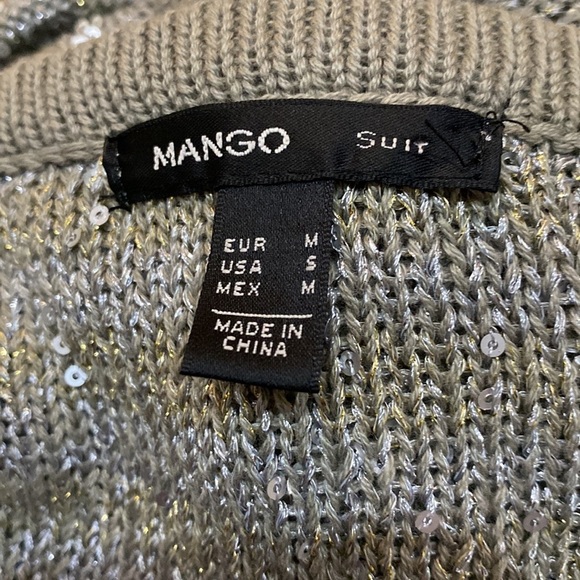 MANGO SUIT
EUR M
USA S
MEX M
MADE IN
CHINA